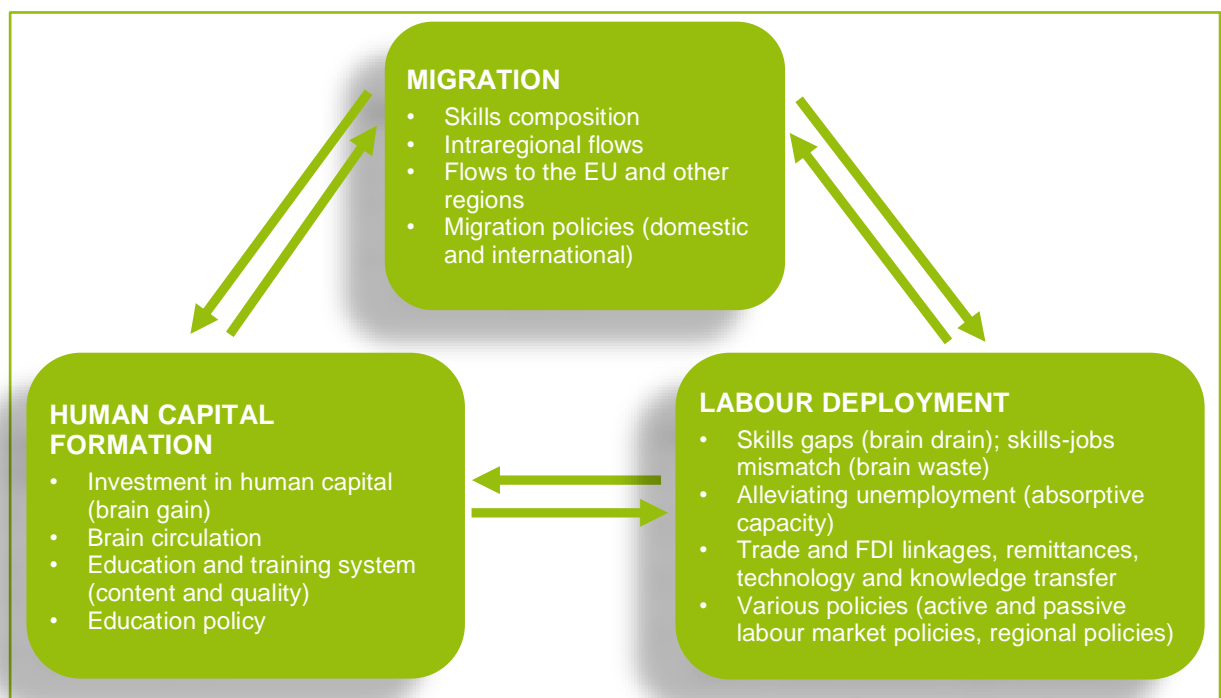 MIGRATION
• Skills composition
• Intraregional flows
• Flows to the EU and other
regions
• Migration policies (domestic
and international)
HUMAN CAPITAL
FORMATION
• Investment in human capital
(brain gain)
• Brain circulation
• Education and training system
(content and quality)
• Education policy
LABOUR DEPLOYMENT
• Skills gaps (brain drain); skills-jobs
mismatch (brain waste)
• Alleviating unemployment (absorptive
capacity)
• Trade and FDI linkages, remittances,
technology and knowledge transfer
• Various policies (active and passive
labour market policies, regional policies)